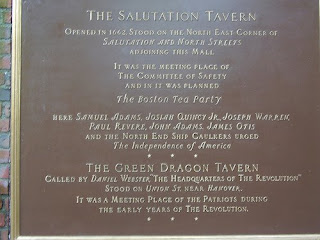 THE SALUTATION TAVERN
OPENED IN 1662 STOOD ON THE NORTH EAST CORNER OF
SALUTATION AND NORTH STREETS
ADJOINING THIS MALL
IT WAS THE MEETING PLACE OF
THE COMMITTEE OF SAFETY
AND IN IT WAS PLANNED
The Boston Tea Party
HERE SAMUEL ADAMS, JOSIAH QUINCY JR, JOSEPH WARREN,
PAUL REVERE, JOHN ADAMS, JAMES OTIS
AND THE NORTH END SHIP CAULKERS URGED
The Independence of America
* * *
THE GREEN DRAGON TAVERN
CALLED BY DANIEL WEBSTER, "THE HEADQUARTERS OF THE REVOLUTION"
STOOD ON UNION ST. NEAR HANOVER.
IT WAS A MEETING PLACE OF THE PATRIOTS DURING
THE EARLY YEARS OF THE REVOLUTION.
* * *